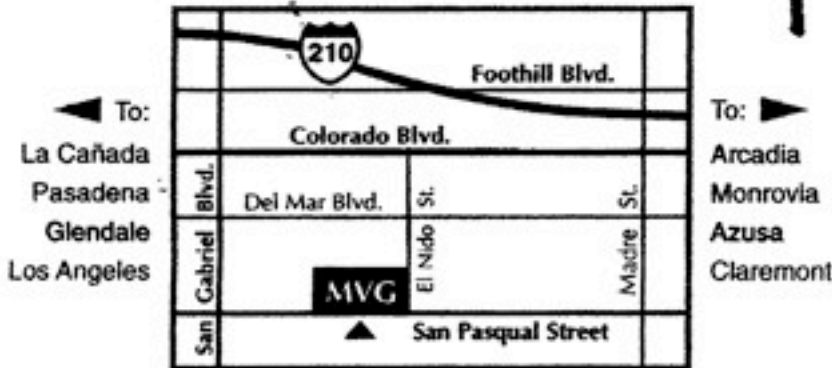 210
Foothill Blvd.
To:
La Cañada
Pasadena
Glendale
Los Angeles
Colorado Blvd.
San Gabriel Blvd.
Del Mar Blvd.
El Nido St.
Madre St.
MVG
San Pasqual Street
To:
Arcadia
Monrovia
Azusa
Claremont